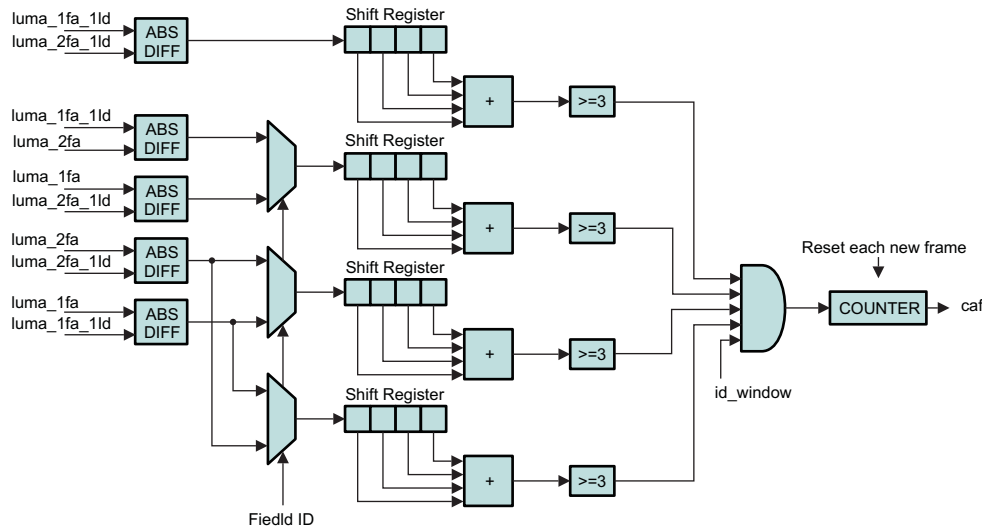 luma_1fa_1ld
luma_2fa_1ld
ABS
DIFF
Shift Register
+
>=3
luma_1fa_1ld
luma_2fa
ABS
DIFF
Shift Register
luma_1fa
luma_2fa_1ld
ABS
DIFF
+
>=3
luma_2fa
luma_2fa_1ld
ABS
DIFF
Shift Register
Reset each new frame
luma_1fa
luma_1fa_1ld
ABS
DIFF
COUNTER
caf
+
>=3
id_window
Shift Register
+
>=3
Fiedld ID